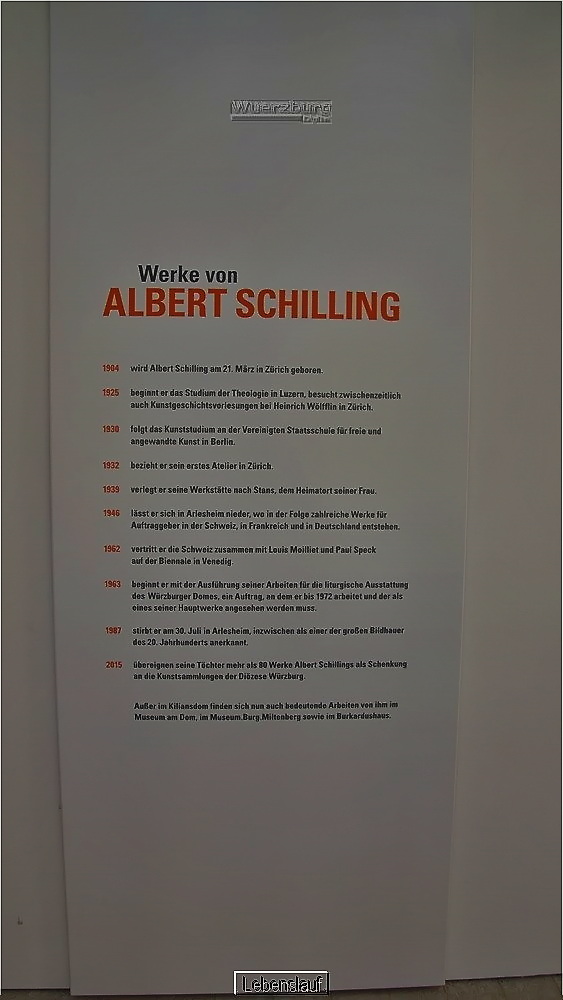 Wuerzburg
Werke von
ALBERT SCHILLING
1904 wird Albert Schilling am 21. März in Zürich geboren.
1925 beginnt er das Studium der Theologie in Luzern, besucht zwischenzeitlich
auch Kunstgeschichtsvorlesungen bei Heinrich Wölfflin in Zürich.
1930 folgt das Kunststudium an der Vereinigten Staatsschule für freie und
angewandte Kunst in Berlin.
1932 bezieht er sein erstes Atelier in Zürich.
1939 verlegt er seine Werkstätte nach Stans, dem Heimatort seiner Frau.
1946 lässt er sich in Arlesheim nieder, wo in der Folge zahlreiche Werke für
Auftraggeber in der Schweiz, in Frankreich und in Deutschland entstehen.
1962 vertritt er die Schweiz zusammen mit Louis Moilliet und Paul Speck
auf der Biennale in Venedig.
1963 beginnt er mit der Ausführung seiner Arbeiten für die liturgische Ausstattung
des Würzburger Domes, ein Auftrag, an dem er bis 1972 arbeitet und der als
eines seiner Hauptwerke angesehen werden muss.
1987 stirbt er am 30. Juli in Arlesheim, inzwischen als einer der großen Bildhauer
des 20. Jahrhunderts anerkannt.
2015 übereignen seine Töchter mehr als 80 Werke Albert Schillings als Schenkung
an die Kunstsammlungen der Diözese Würzburg.
Außer im Kiliansdom finden sich nun auch bedeutende Arbeiten von ihm im
Museum am Dom, im Museum.Burg.Miltenberg sowie im Burkardushaus.
Lebenslauf